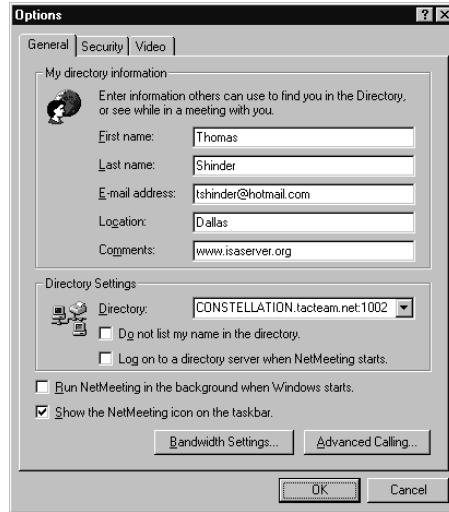 Options
General Security Video
My directory information
Enter information others can use to find you in the Directory,
or see while in a meeting with you.
First name: Thomas
Last name: Shinder
E-mail address: tshinder@hotmail.com
Location: Dallas
Comments: www.isaserver.org
Directory Settings
Directory: CONSTELLATION.tacteam.net:1002
Do not list my name in the directory.
Log on to a directory server when NetMeeting starts.
Run NetMeeting in the background when Windows starts.
Show the NetMeeting icon on the taskbar.
Bandwidth Settings... Advanced Calling...
OK Cancel